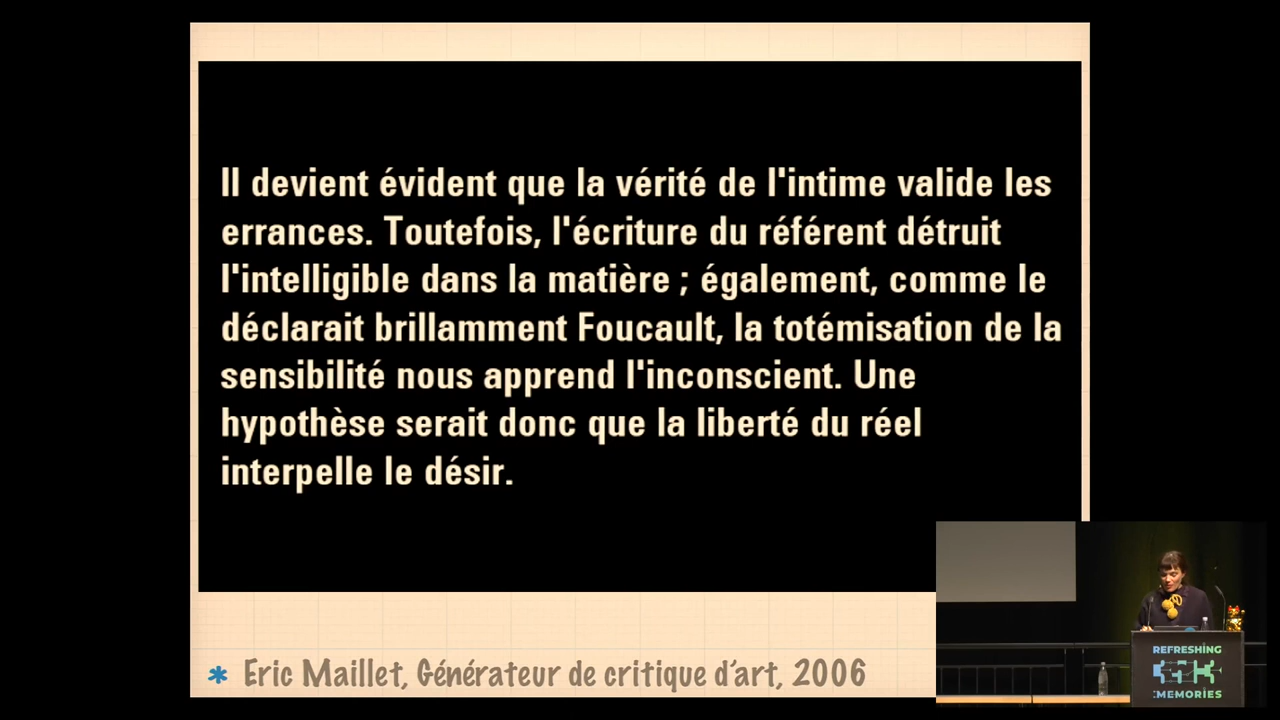 Il devient évident que la vérité de l'intime valide les
errances. Toutefois, l'écriture du référent détruit
l'intelligible dans la matière ; également, comme le
déclarait brillamment Foucault, la totémisation de la
sensibilité nous apprend l'inconscient. Une
hypothèse serait donc que la liberté du réel
interpelle le désir.
* Eric Maillet, Générateur de critique d’art, 2006
REFRESHING
:MEMORIES